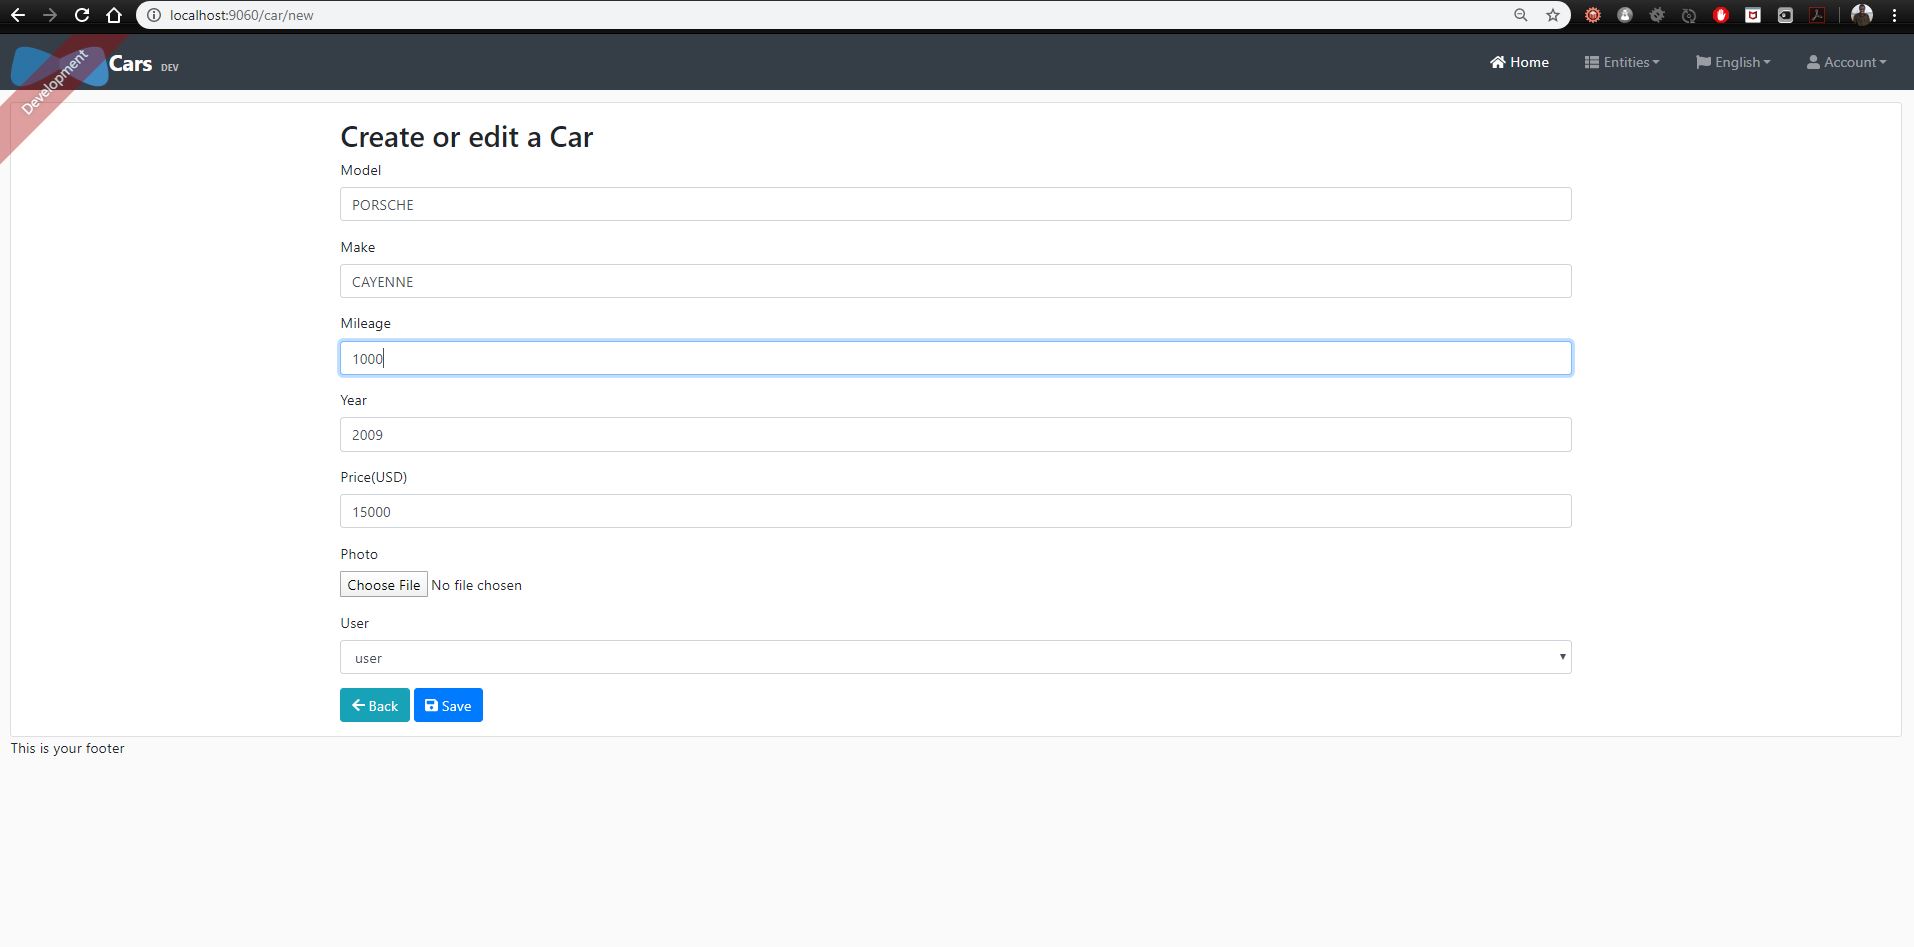 localhost:9060/car/new
Development
Cars DEV
Home Entities English Account
Create or edit a Car
Model
PORSCHE
Make
CAYENNE
Mileage
1000
Year
2009
Price(USD)
15000
Photo
Choose File No file chosen
User
user
Back Save
This is your footer